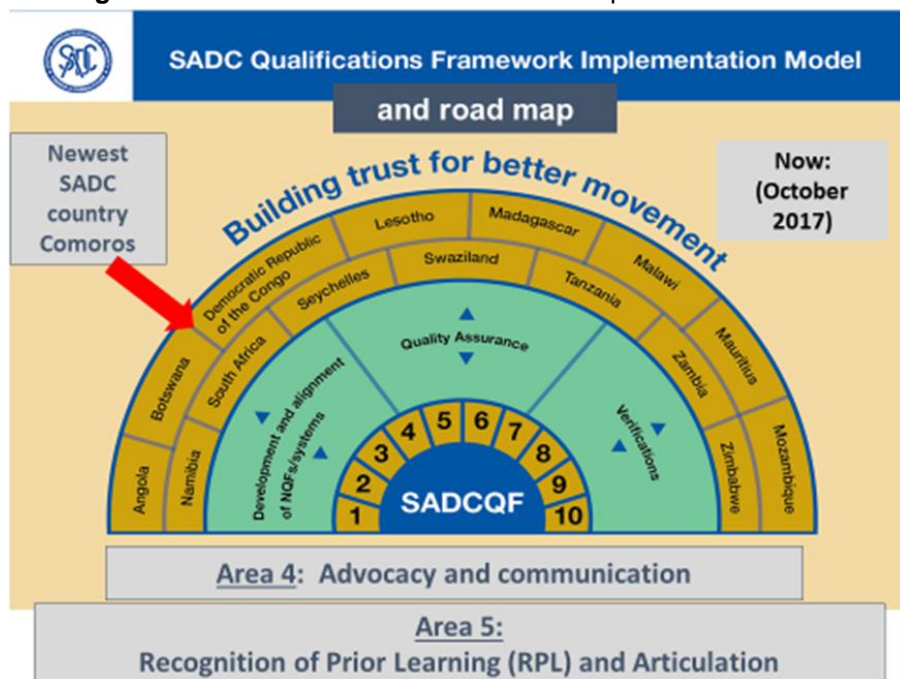 SADC
SADC Qualifications Framework Implementation Model
and road map
Newest
SADC
country
Comoros
Now:
(October
2017)
Building trust for better movement
Angola
Botswana
Democratic Republic
of the Congo
Lesotho
Madagascar
Malawi
Mauritius
Mozambique
Namibia
South Africa
Seychelles
Swaziland
Tanzania
Zambia
Zimbabwe
Development and alignment
of NQFs/systems
Quality Assurance
Verifications
1
2
3
4
5
6
7
8
9
10
SADCQF
Area 4: Advocacy and communication
Area 5:
Recognition of Prior Learning (RPL) and Articulation